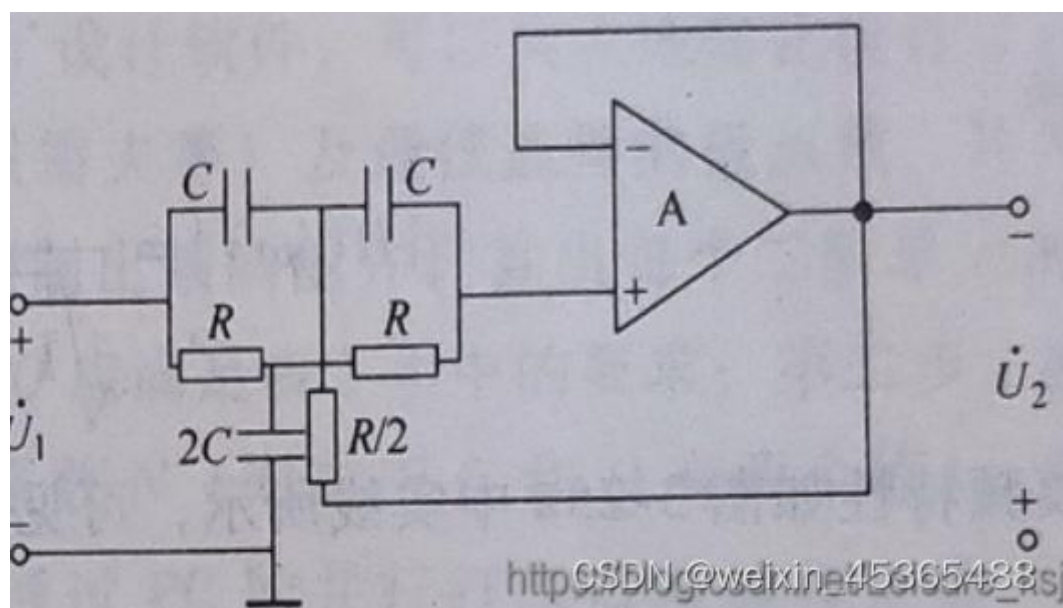 C
C
−
A
+
−
R
R
+
U̇₂
U̇₁
2C
R/2
−
+
CSDN @weixin_45365488